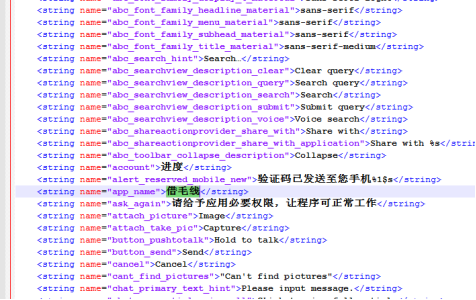 <string name="abc_font_family_headline_material">sans-serif</string>
<string name="abc_font_family_menu_material">sans-serif</string>
<string name="abc_font_family_subhead_material">sans-serif</string>
<string name="abc_font_family_title_material">sans-serif-medium</string>
<string name="abc_search_hint">Search…</string>
<string name="abc_searchview_description_clear">Clear query</string>
<string name="abc_searchview_description_query">Search query</string>
<string name="abc_searchview_description_search">Search</string>
<string name="abc_searchview_description_submit">Submit query</string>
<string name="abc_searchview_description_voice">Voice search</string>
<string name="abc_shareactionprovider_share_with">Share with</string>
<string name="abc_shareactionprovider_share_with_application">Share with %s</str
<string name="abc_toolbar_collapse_description">Collapse</string>
<string name="account">进度</string>
<string name="alert_reserved_mobile_new">验证码已发送至您手机%1$s</string>
<string name="app_name">借毛钱</string>
<string name="ask_again">请给予应用必要权限，让程序可正常工作</string>
<string name="attach_picture">Image</string>
<string name="attach_take_pic">Capture</string>
<string name="button_pushtotalk">Hold to talk</string>
<string name="button_send">Send</string>
<string name="cancel">Cancel</string>
<string name="cant_find_pictures">"Can't find pictures"</string>
<string name="chat_primary_text_hint">Please input message.</string>